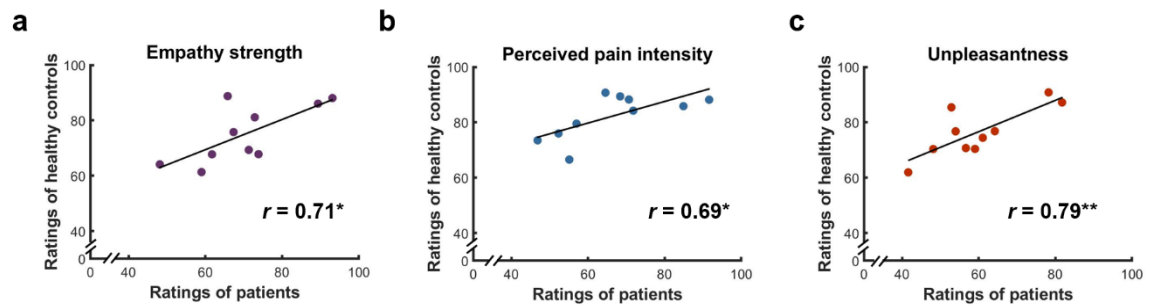 a
Empathy strength
Ratings of healthy controls
100
80
60
40
0
r = 0.71*
0
40
60
80
100
Ratings of patients
b
Perceived pain intensity
Ratings of healthy controls
100
80
60
40
0
r = 0.69*
0
40
60
80
100
Ratings of patients
c
Unpleasantness
Ratings of healthy controls
100
80
60
40
0
r = 0.79**
0
40
60
80
100
Ratings of patients